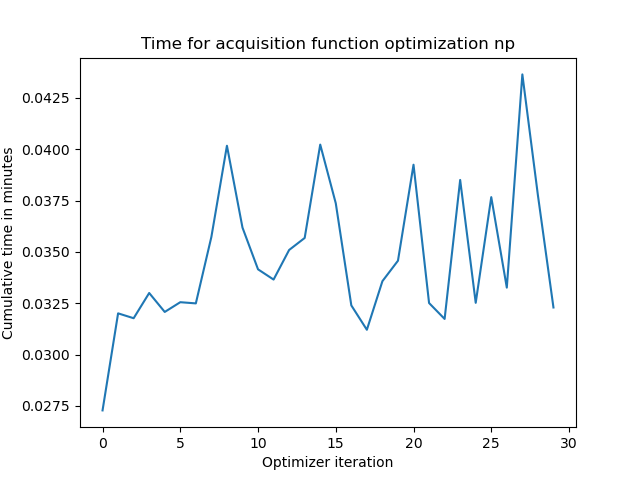 Time for acquisition function optimization np
Cumulative time in minutes
0.0425
0.0400
0.0375
0.0350
0.0325
0.0300
0.0275
0 5 10 15 20 25 30
Optimizer iteration